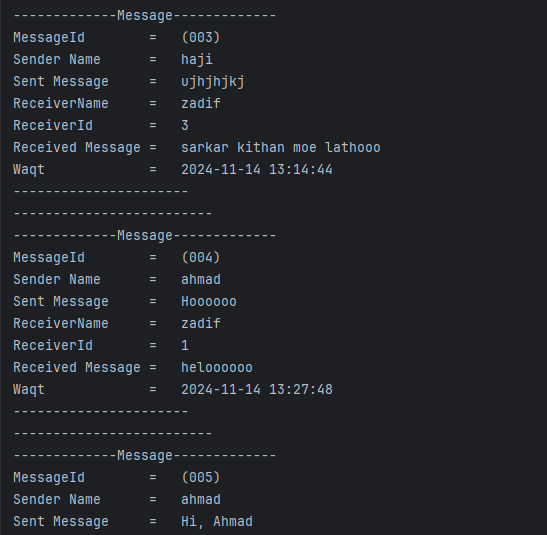 -------------Message-------------
MessageId        =   (003)
Sender Name      =   haji
Sent Message     =   ujhjhjkj
ReceiverName     =   zadif
ReceiverId       =   3
Received Message =   sarkar kithan moe lathooo
Waqt             =   2024-11-14 13:14:44
----------------------
-------------------------
-------------Message-------------
MessageId        =   (004)
Sender Name      =   ahmad
Sent Message     =   Hoooooo
ReceiverName     =   zadif
ReceiverId       =   1
Received Message =   heloooooo
Waqt             =   2024-11-14 13:27:48
----------------------
-------------------------
-------------Message-------------
MessageId        =   (005)
Sender Name      =   ahmad
Sent Message     =   Hi, Ahmad